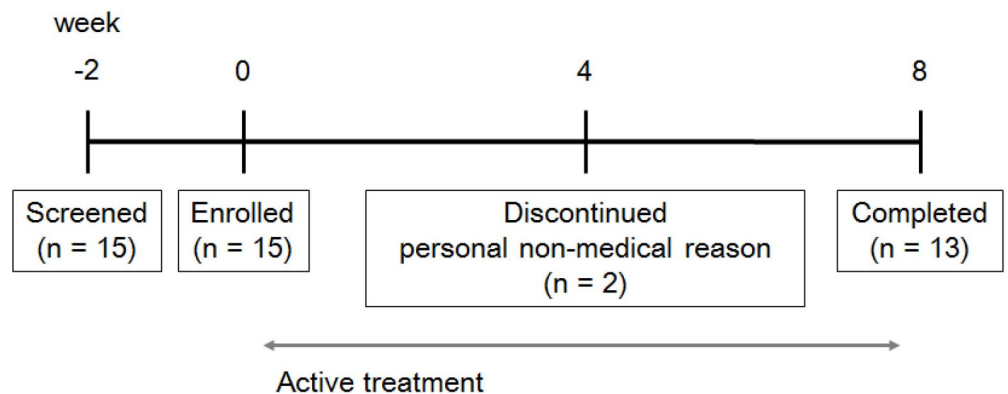 week
-2 0 4 8
Screened
(n = 15)
Enrolled
(n = 15)
Discontinued
personal non-medical reason
(n = 2)
Completed
(n = 13)
Active treatment